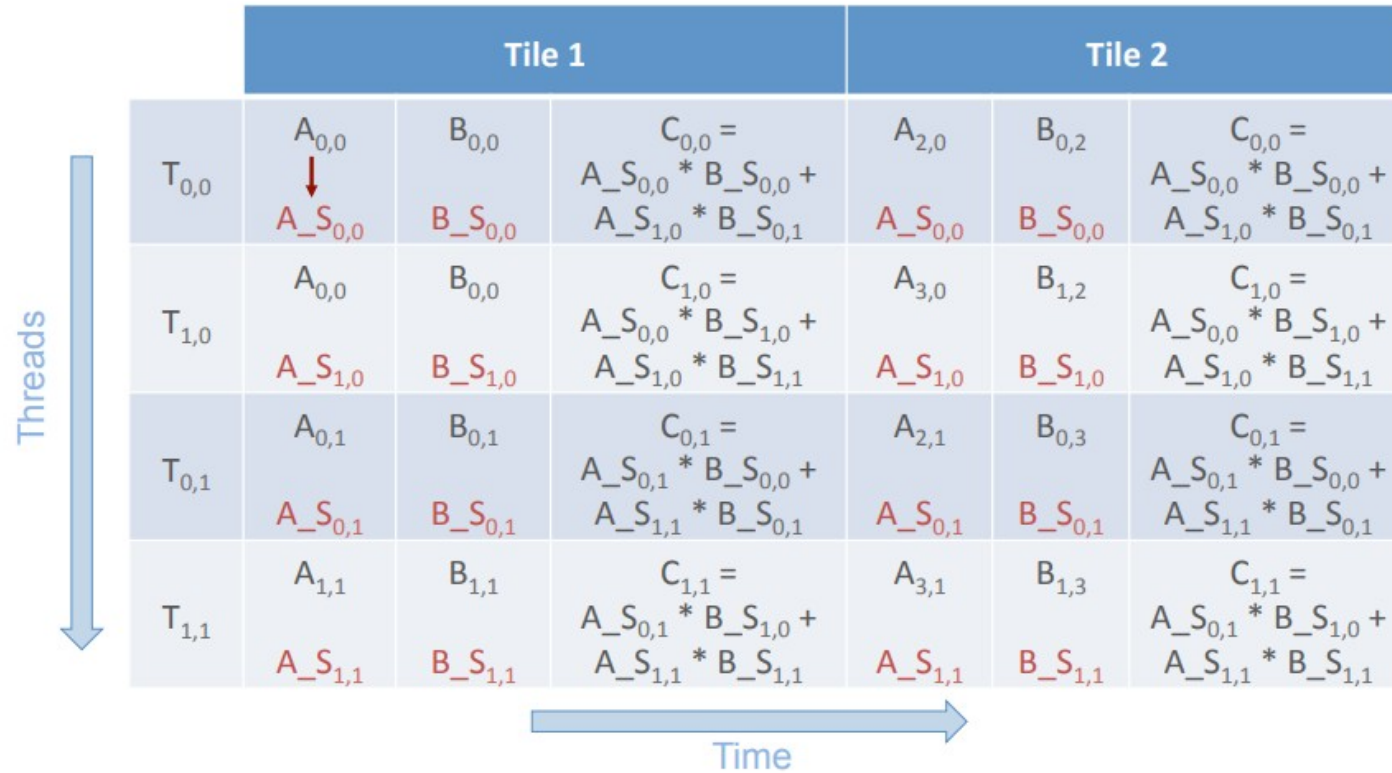 Tile 1 Tile 2
T0,0 A0,0 B0,0 C0,0 = A2,0 B0,2 C0,0 =
A_S0,0 * B_S0,0 + A_S0,0 * B_S0,0 +
A_S0,0 B_S0,0 A_S1,0 * B_S0,1 A_S0,0 B_S0,0 A_S1,0 * B_S0,1
T1,0 A0,0 B0,0 C1,0 = A3,0 B1,2 C1,0 =
A_S0,0 * B_S1,0 + A_S0,0 * B_S1,0 +
A_S1,0 B_S1,0 A_S1,0 * B_S1,1 A_S1,0 B_S1,0 A_S1,0 * B_S1,1
T0,1 A0,1 B0,1 C0,1 = A2,1 B0,3 C0,1 =
A_S0,1 * B_S0,0 + A_S0,1 * B_S0,0 +
A_S0,1 B_S0,1 A_S1,1 * B_S0,1 A_S0,1 B_S0,1 A_S1,1 * B_S0,1
T1,1 A1,1 B1,1 C1,1 = A3,1 B1,3 C1,1 =
A_S0,1 * B_S1,0 + A_S0,1 * B_S1,0 +
A_S1,1 B_S1,1 A_S1,1 * B_S1,1 A_S1,1 B_S1,1 A_S1,1 * B_S1,1
Threads
Time